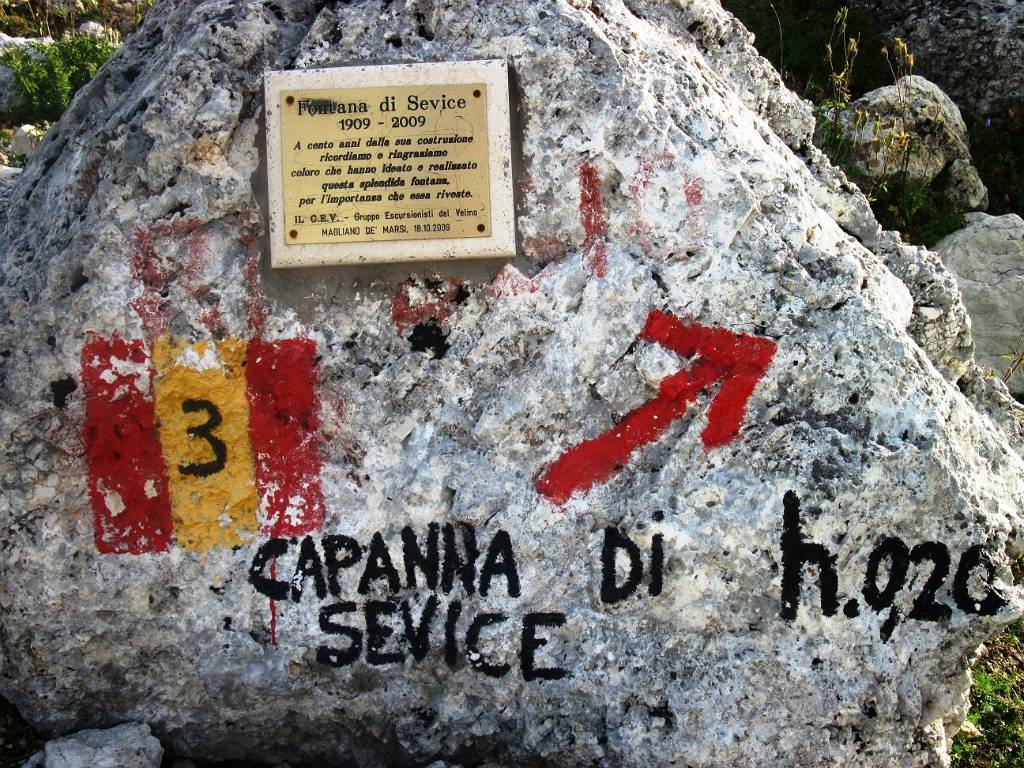 Fontana di Sevice
1909 - 2009
A cento anni dalla sua costruzione
ricordiamo e ringraziamo
coloro che hanno ideato e realizzato
questa splendida fontana,
per l'importanza che essa riveste.
IL G.E.V. - Gruppo Escursionisti del Velino
MAGLIANO DE' MARSI, 18.10.2009
3
CAPANNA DI
SEVICE
h.0,20